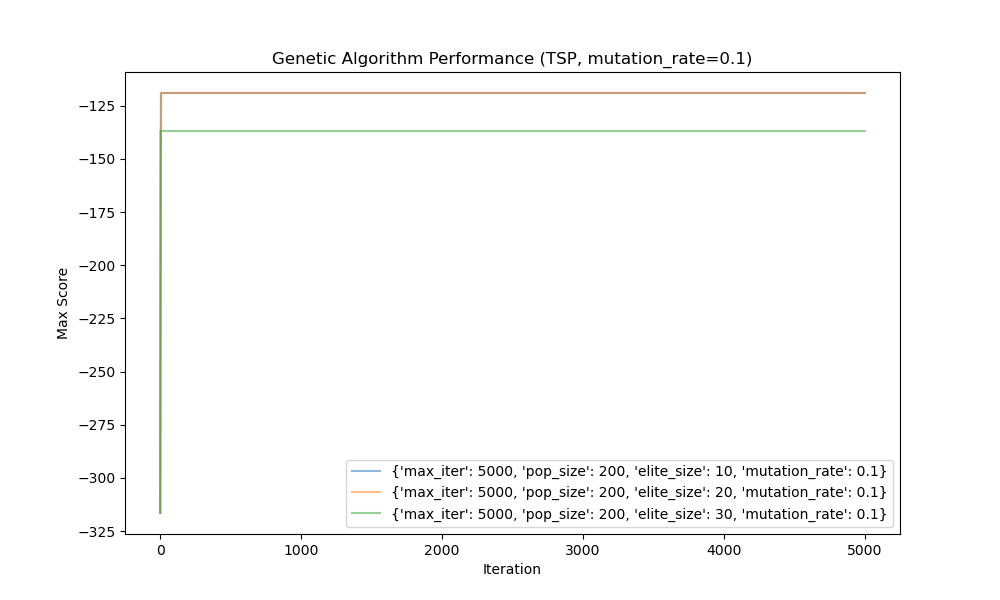 Genetic Algorithm Performance (TSP, mutation_rate=0.1)
Max Score
−125
−150
−175
−200
−225
−250
−275
−300
−325
{'max_iter': 5000, 'pop_size': 200, 'elite_size': 10, 'mutation_rate': 0.1}
{'max_iter': 5000, 'pop_size': 200, 'elite_size': 20, 'mutation_rate': 0.1}
{'max_iter': 5000, 'pop_size': 200, 'elite_size': 30, 'mutation_rate': 0.1}
0 1000 2000 3000 4000 5000
Iteration